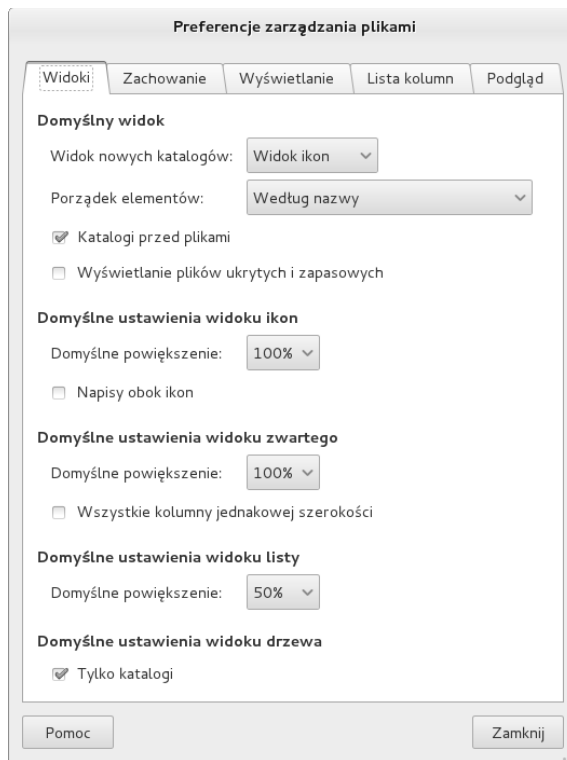 Preferencje zarządzania plikami
Widoki Zachowanie Wyświetlanie Lista kolumn Podgląd
Domyślny widok
Widok nowych katalogów: Widok ikon
Porządek elementów: Według nazwy
Katalogi przed plikami
Wyświetlanie plików ukrytych i zapasowych
Domyślne ustawienia widoku ikon
Domyślne powiększenie: 100%
Napisy obok ikon
Domyślne ustawienia widoku zwartego
Domyślne powiększenie: 100%
Wszystkie kolumny jednakowej szerokości
Domyślne ustawienia widoku listy
Domyślne powiększenie: 50%
Domyślne ustawienia widoku drzewa
Tylko katalogi
Pomoc Zamknij